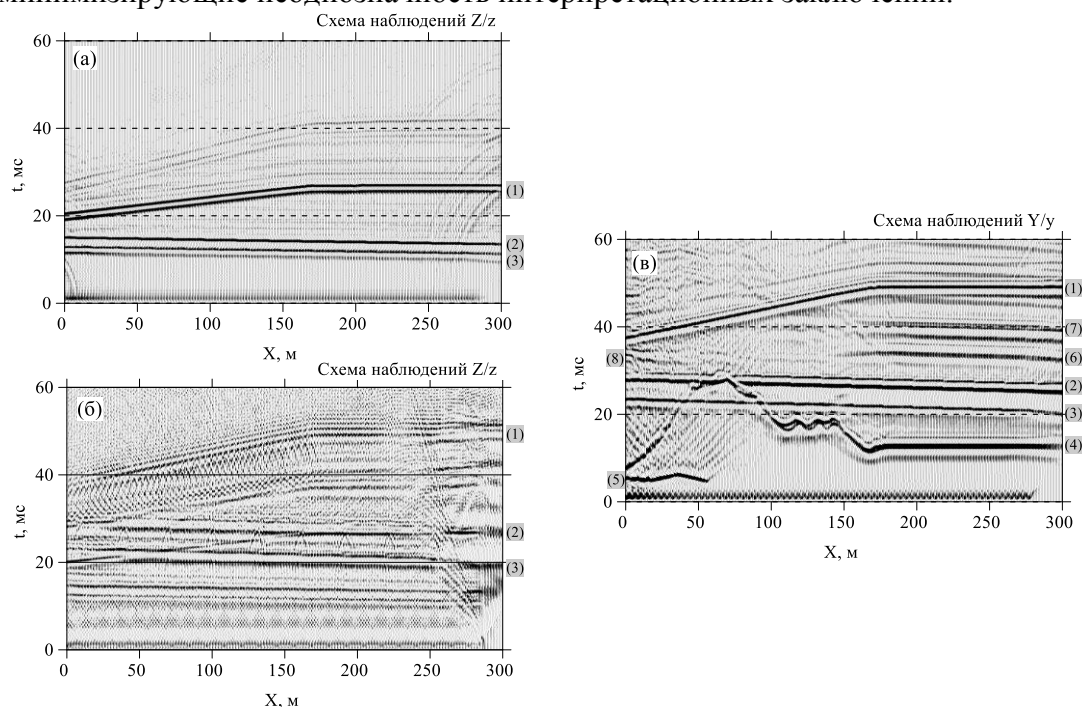 минимизирующие неоднозначность интерпретационных заключений.
Схема наблюдений Z/z
(а)
60
40
20
0
t, мс
(1)
(2)
(3)
0 50 100 150 200 250 300
X, м
Схема наблюдений Z/z
(б)
60
40
20
0
t, мс
(1)
(2)
(3)
0 50 100 150 200 250 300
X, м
Схема наблюдений Y/y
(в)
60
40
20
0
t, мс
(1)
(7)
(8)
(6)
(2)
(3)
(4)
(5)
0 50 100 150 200 250 300
X, м